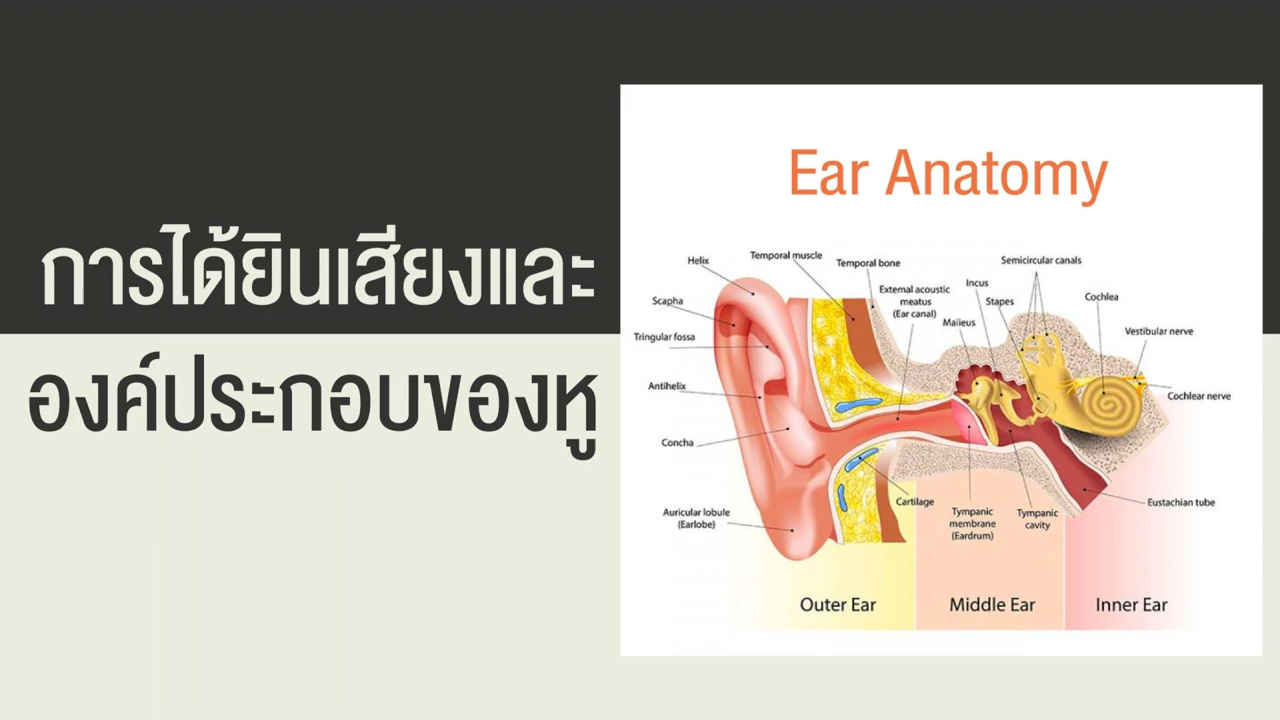 การได้ยินเสียงและ
องค์ประกอบของหู
Ear Anatomy
Helix
Temporal muscle
Temporal bone
Semicircular canals
Scapha
External acoustic
meatus
(Ear canal)
Incus
Stapes
Cochlea
Tringular fossa
Maiieus
Vestibular nerve
Antihelix
Cochlear nerve
Concha
Cartilage
Eustachian tube
Auricular lobule
(Earlobe)
Tympanic
membrane
(Eardrum)
Tympanic
cavity
Outer Ear
Middle Ear
Inner Ear